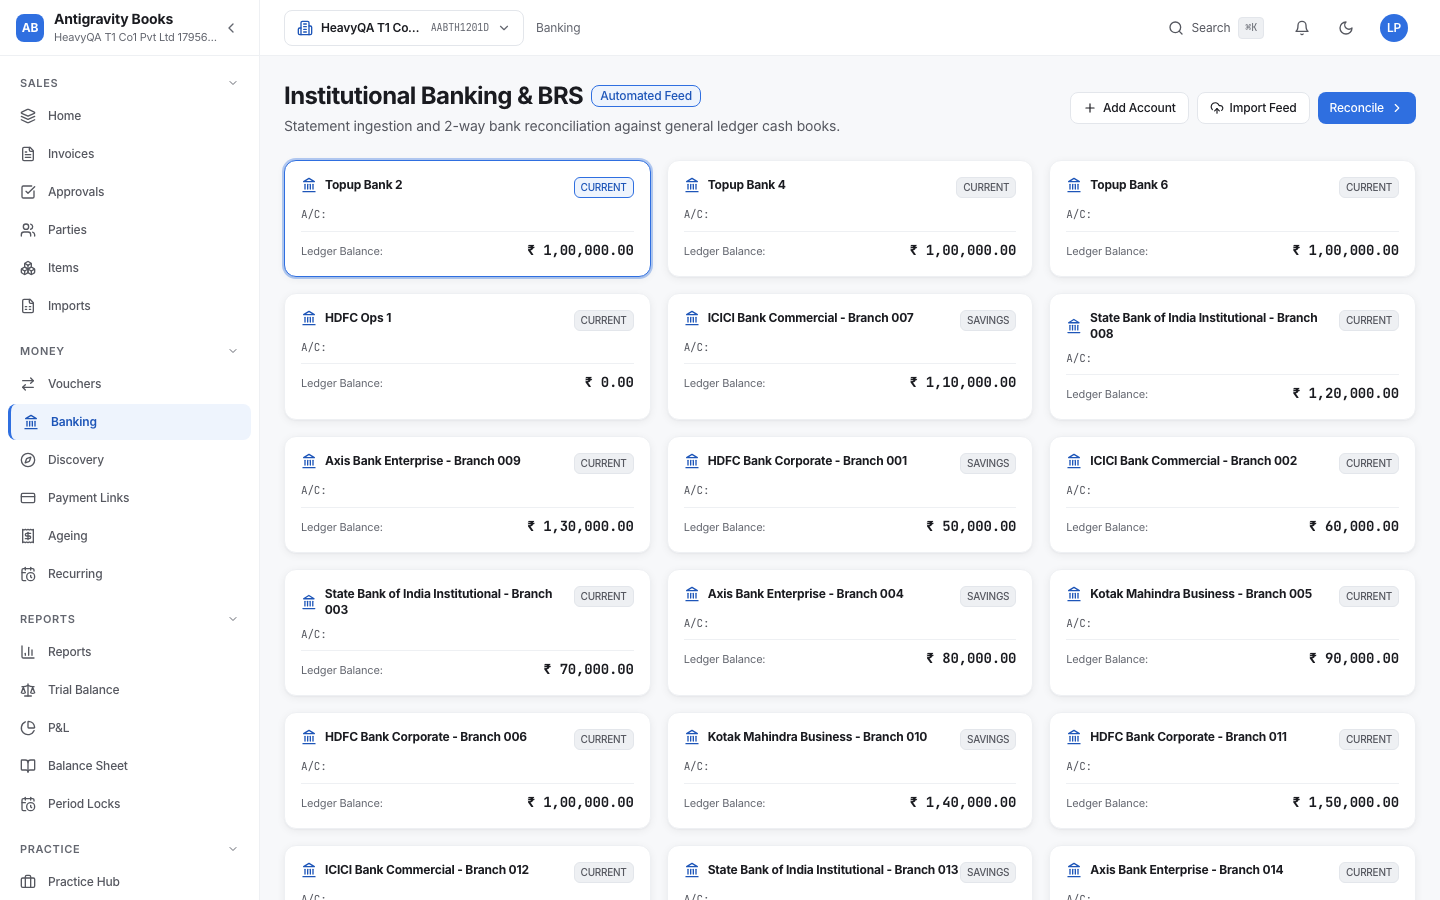 AB
Antigravity Books
HeavyQA T1 Co1 Pvt Ltd 17956...
SALES
Home
Invoices
Approvals
Parties
Items
Imports
MONEY
Vouchers
Banking
Discovery
Payment Links
Ageing
Recurring
REPORTS
Reports
Trial Balance
P&L
Balance Sheet
Period Locks
PRACTICE
Practice Hub
HeavyQA T1 Co... AABTH1201D
Banking
Search ⌘K
LP
Institutional Banking & BRS Automated Feed
Statement ingestion and 2-way bank reconciliation against general ledger cash books.
Add Account
Import Feed
Reconcile
Topup Bank 2 CURRENT
A/C:
Ledger Balance: ₹ 1,00,000.00
Topup Bank 4 CURRENT
A/C:
Ledger Balance: ₹ 1,00,000.00
Topup Bank 6 CURRENT
A/C:
Ledger Balance: ₹ 1,00,000.00
HDFC Ops 1 CURRENT
A/C:
Ledger Balance: ₹ 0.00
ICICI Bank Commercial - Branch 007 SAVINGS
A/C:
Ledger Balance: ₹ 1,10,000.00
State Bank of India Institutional - Branch CURRENT
008
A/C:
Ledger Balance: ₹ 1,20,000.00
Axis Bank Enterprise - Branch 009 CURRENT
A/C:
Ledger Balance: ₹ 1,30,000.00
HDFC Bank Corporate - Branch 001 SAVINGS
A/C:
Ledger Balance: ₹ 50,000.00
ICICI Bank Commercial - Branch 002 CURRENT
A/C:
Ledger Balance: ₹ 60,000.00
State Bank of India Institutional - Branch CURRENT
003
A/C:
Ledger Balance: ₹ 70,000.00
Axis Bank Enterprise - Branch 004 SAVINGS
A/C:
Ledger Balance: ₹ 80,000.00
Kotak Mahindra Business - Branch 005 CURRENT
A/C:
Ledger Balance: ₹ 90,000.00
HDFC Bank Corporate - Branch 006 CURRENT
A/C:
Ledger Balance: ₹ 1,00,000.00
Kotak Mahindra Business - Branch 010 SAVINGS
A/C:
Ledger Balance: ₹ 1,40,000.00
HDFC Bank Corporate - Branch 011 CURRENT
A/C:
Ledger Balance: ₹ 1,50,000.00
ICICI Bank Commercial - Branch 012 CURRENT
A/C:
State Bank of India Institutional - Branch 013 SAVINGS
A/C:
Axis Bank Enterprise - Branch 014 CURRENT
A/C: